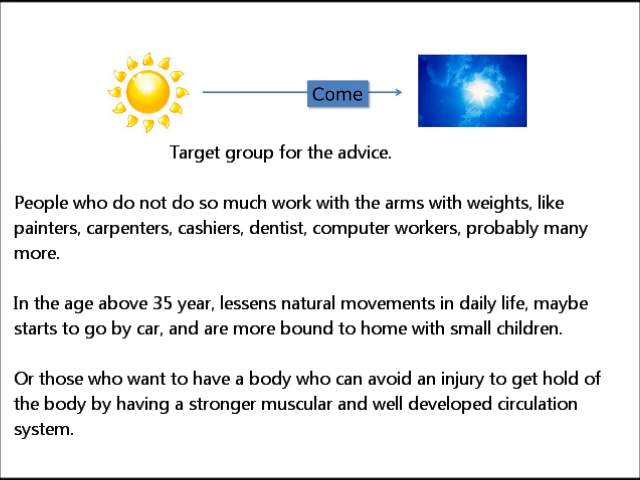 Come
Target group for the advice.
People who do not do so much work with the arms with weights, like
painters, carpenters, cashiers, dentist, computer workers, probably many
more.
In the age above 35 year, lessens natural movements in daily life, maybe
starts to go by car, and are more bound to home with small children.
Or those who want to have a body who can avoid an injury to get hold of
the body by having a stronger muscular and well developed circulation
system.